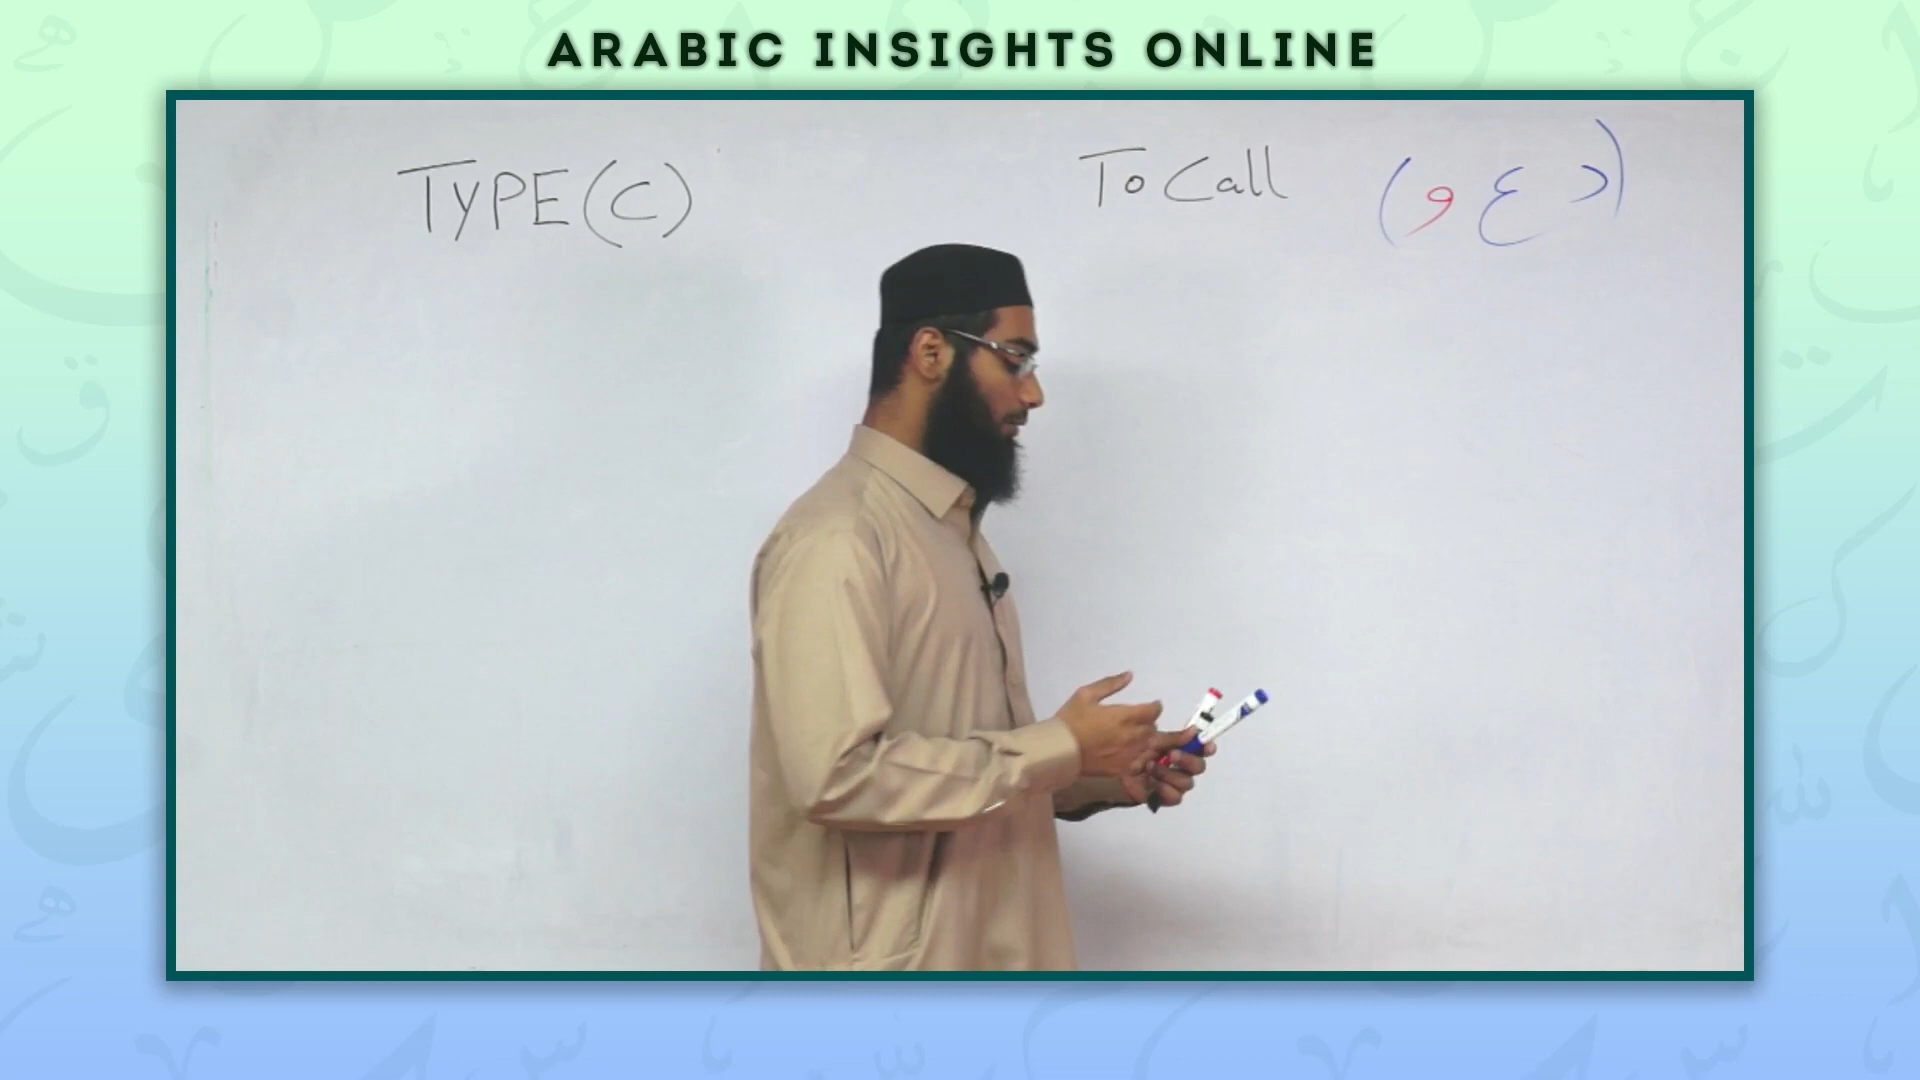 ARABIC INSIGHTS ONLINE
TYPE (C) To Call (د ع و)